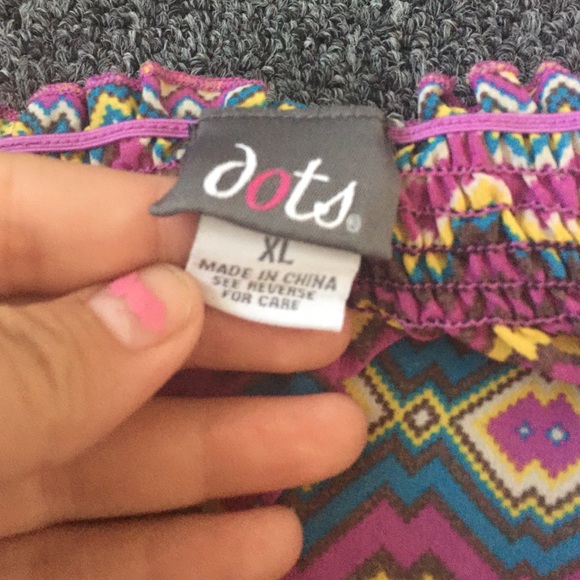 dots®
XL
MADE IN CHINA
SEE REVERSE
FOR CARE